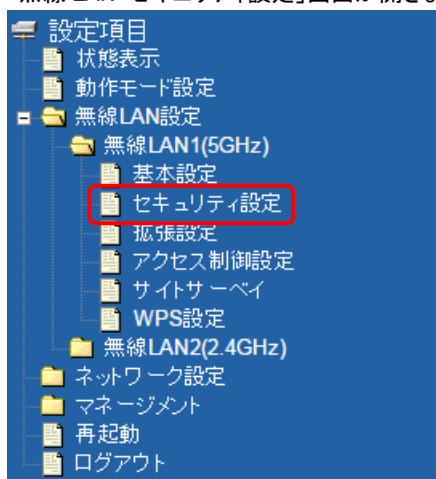 設定項目
状態表示
動作モード設定
無線LAN設定
無線LAN1(5GHz)
基本設定
セキュリティ設定
拡張設定
アクセス制御設定
サイトサーベイ
WPS設定
無線LAN2(2.4GHz)
ネットワーク設定
マネージメント
再起動
ログアウト